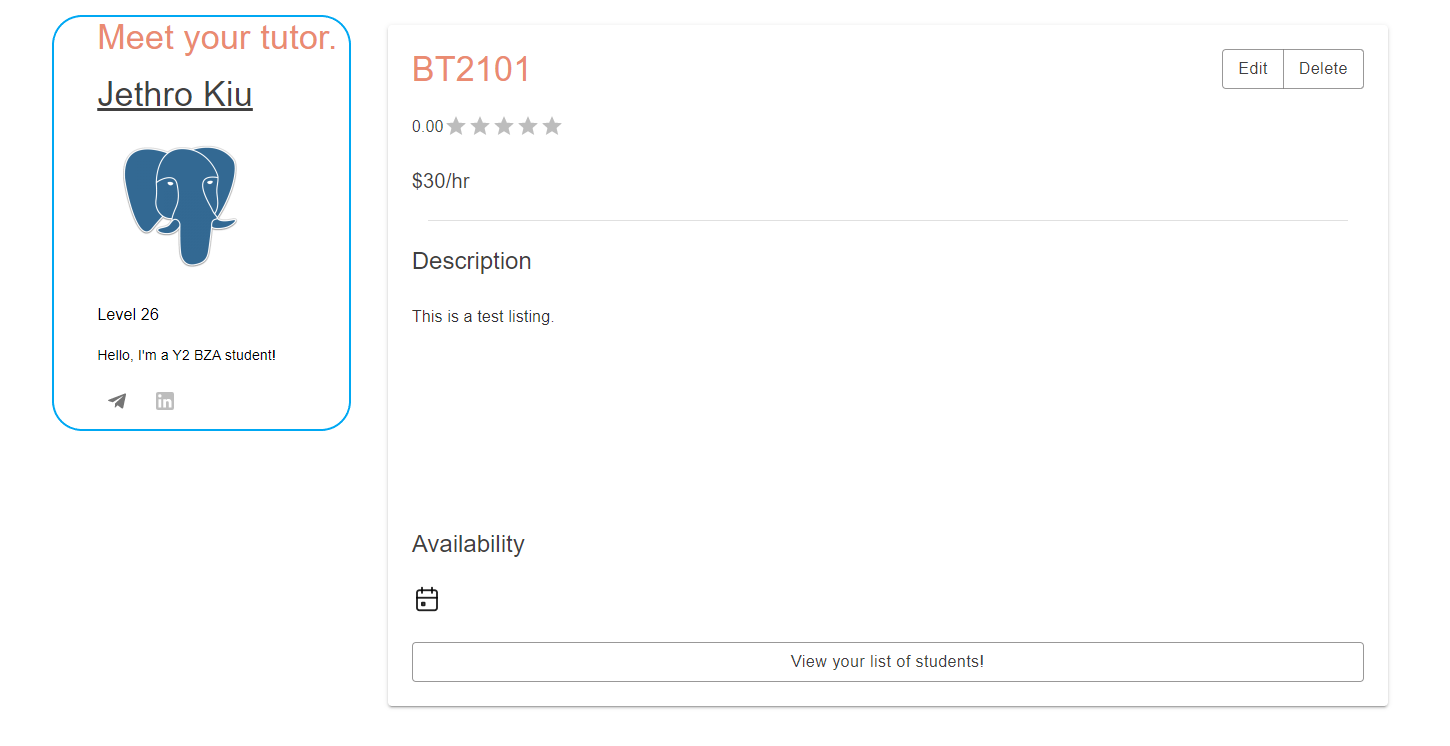 Meet your tutor.
Jethro Kiu
Level 26
Hello, I'm a Y2 BZA student!
in
BT2101
Edit
Delete
0.00
$30/hr
Description
This is a test listing.
Availability
View your list of students!